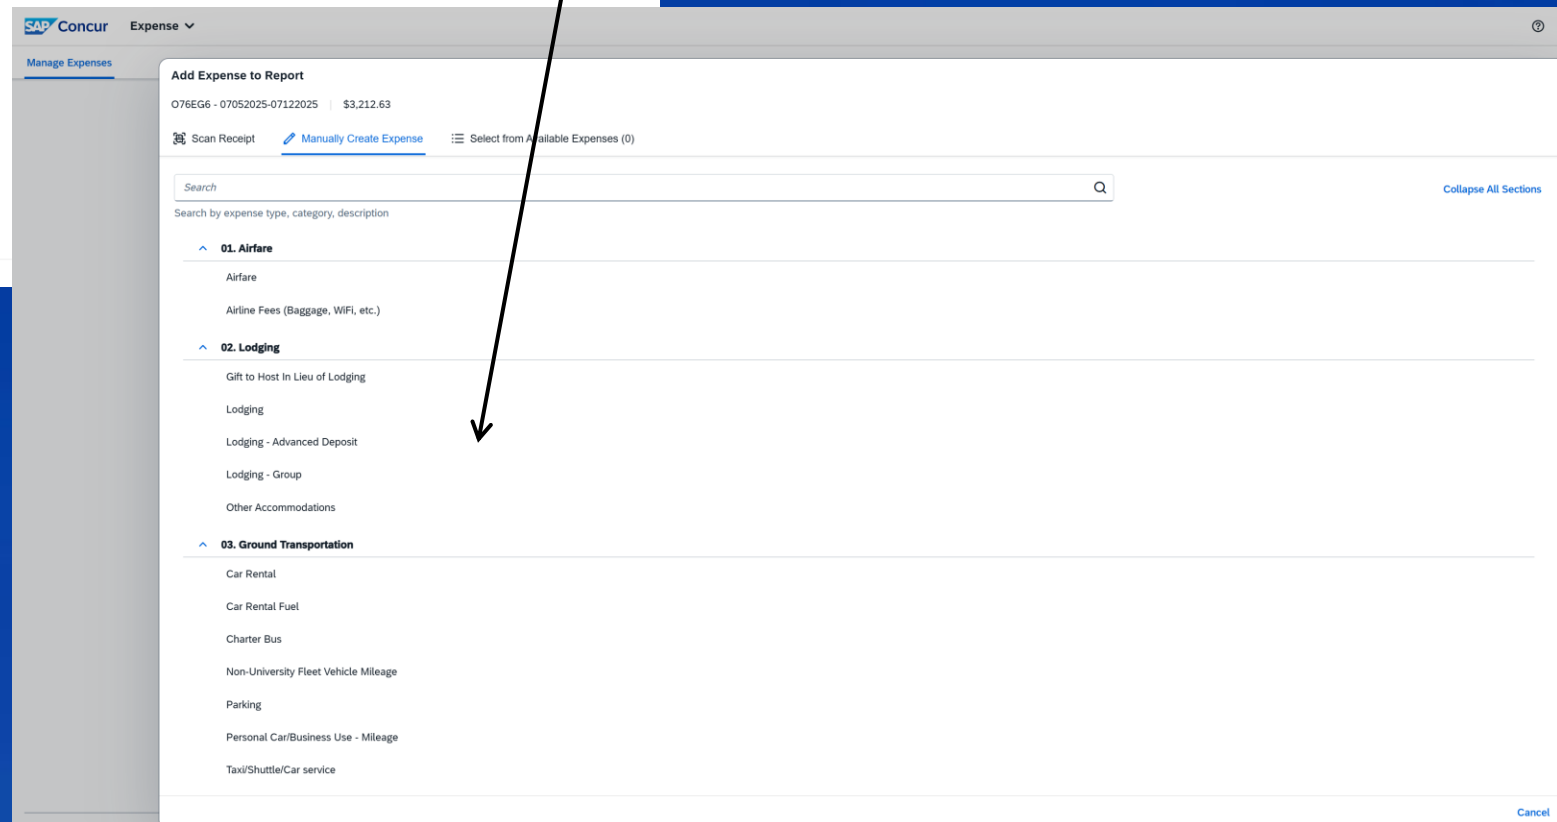 SAP Concur Expense
Manage Expenses
Add Expense to Report
O76EG6 - 07052025-07122025 | $3,212.63
Scan Receipt Manually Create Expense Select from Available Expenses (0)
Search
Collapse All Sections
Search by expense type, category, description
01. Airfare
Airfare
Airline Fees (Baggage, WiFi, etc.)
02. Lodging
Gift to Host In Lieu of Lodging
Lodging
Lodging - Advanced Deposit
Lodging - Group
Other Accommodations
03. Ground Transportation
Car Rental
Car Rental Fuel
Charter Bus
Non-University Fleet Vehicle Mileage
Parking
Personal Car/Business Use - Mileage
Taxi/Shuttle/Car service
Cancel